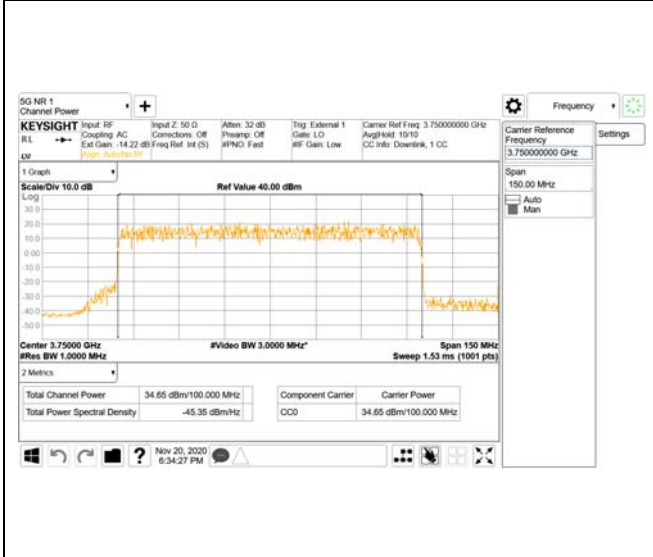 5G NR 1
Channel Power
Frequency
KEYSIGHT
RL
Input: RF
Coupling: AC
Ext Gain: -14.22 dB
Align: Auto/No RF
Input Z: 50 Ω
Corrections: Off
Freq Ref: Int (S)
Atten: 32 dB
Preamp: Off
#PNO: Fast
Trig: External 1
Gate: LO
#IF Gain: Low
Carrier Ref Freq: 3.750000000 GHz
Avg|Hold: 10/10
CC Info: Downlink, 1 CC
Carrier Reference
Frequency
3.750000000 GHz
Settings
Span
150.00 MHz
Auto
Man
1 Graph
Scale/Div 10.0 dB
Ref Value 40.00 dBm
Log
30.0
20.0
10.0
0.00
-10.0
-20.0
-30.0
-40.0
-50.0
Center 3.75000 GHz
#Video BW 3.0000 MHz*
Span 150 MHz
#Res BW 1.0000 MHz
Sweep 1.53 ms (1001 pts)
2 Metrics
Total Channel Power 34.65 dBm/100.000 MHz
Total Power Spectral Density -45.35 dBm/Hz
Component Carrier Carrier Power
CC0 34.65 dBm/100.000 MHz
Nov 20, 2020
6:34:27 PM